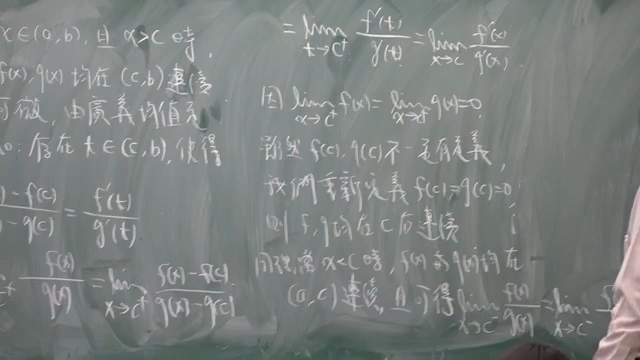 x∈(a,b), 且 x>c 時,
f(x), g(x) 均在 (c,b) 連續
可微, 由廣義均值定
存在 t∈(c,b), 使得
-f(c) / -g(c) = f'(t)/g'(t)
f(x)/g(x) = lim x→c⁺ (f(x)-f(c))/(g(x)-g(c))
= lim t→c⁺ f'(t)/g'(t) = lim x→c f'(x)/g'(x)
因 lim x→c⁺ f(x) = lim g(x) = 0,
雖然 f(c), g(c) 不一定有定義,
我們重新定義 f(c)=g(c)=0
則 f, g 均在 c 有連續
同理, 當 x<c 時, f(x) 與 g(x) 均在
(a,c) 連續, 且可得 lim x→c⁻ f(x)/g(x) = lim x→c⁻